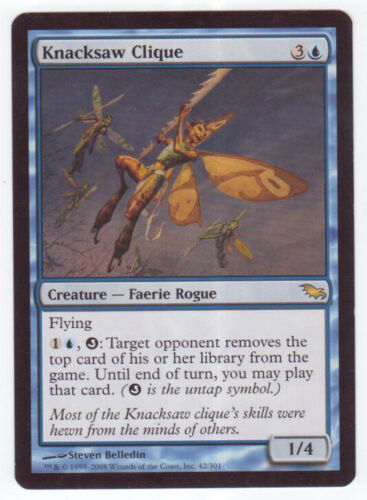 Knacksaw Clique 3
Creature — Faerie Rogue
Flying
1, : Target opponent removes the
top card of his or her library from the
game. Until end of turn, you may play
that card. ( is the untap symbol.)
Most of the Knacksaw clique's skills were
hewn from the minds of others.
1/4
Steven Belledin
™ & © 1993-2008 Wizards of the Coast, Inc. 42/301